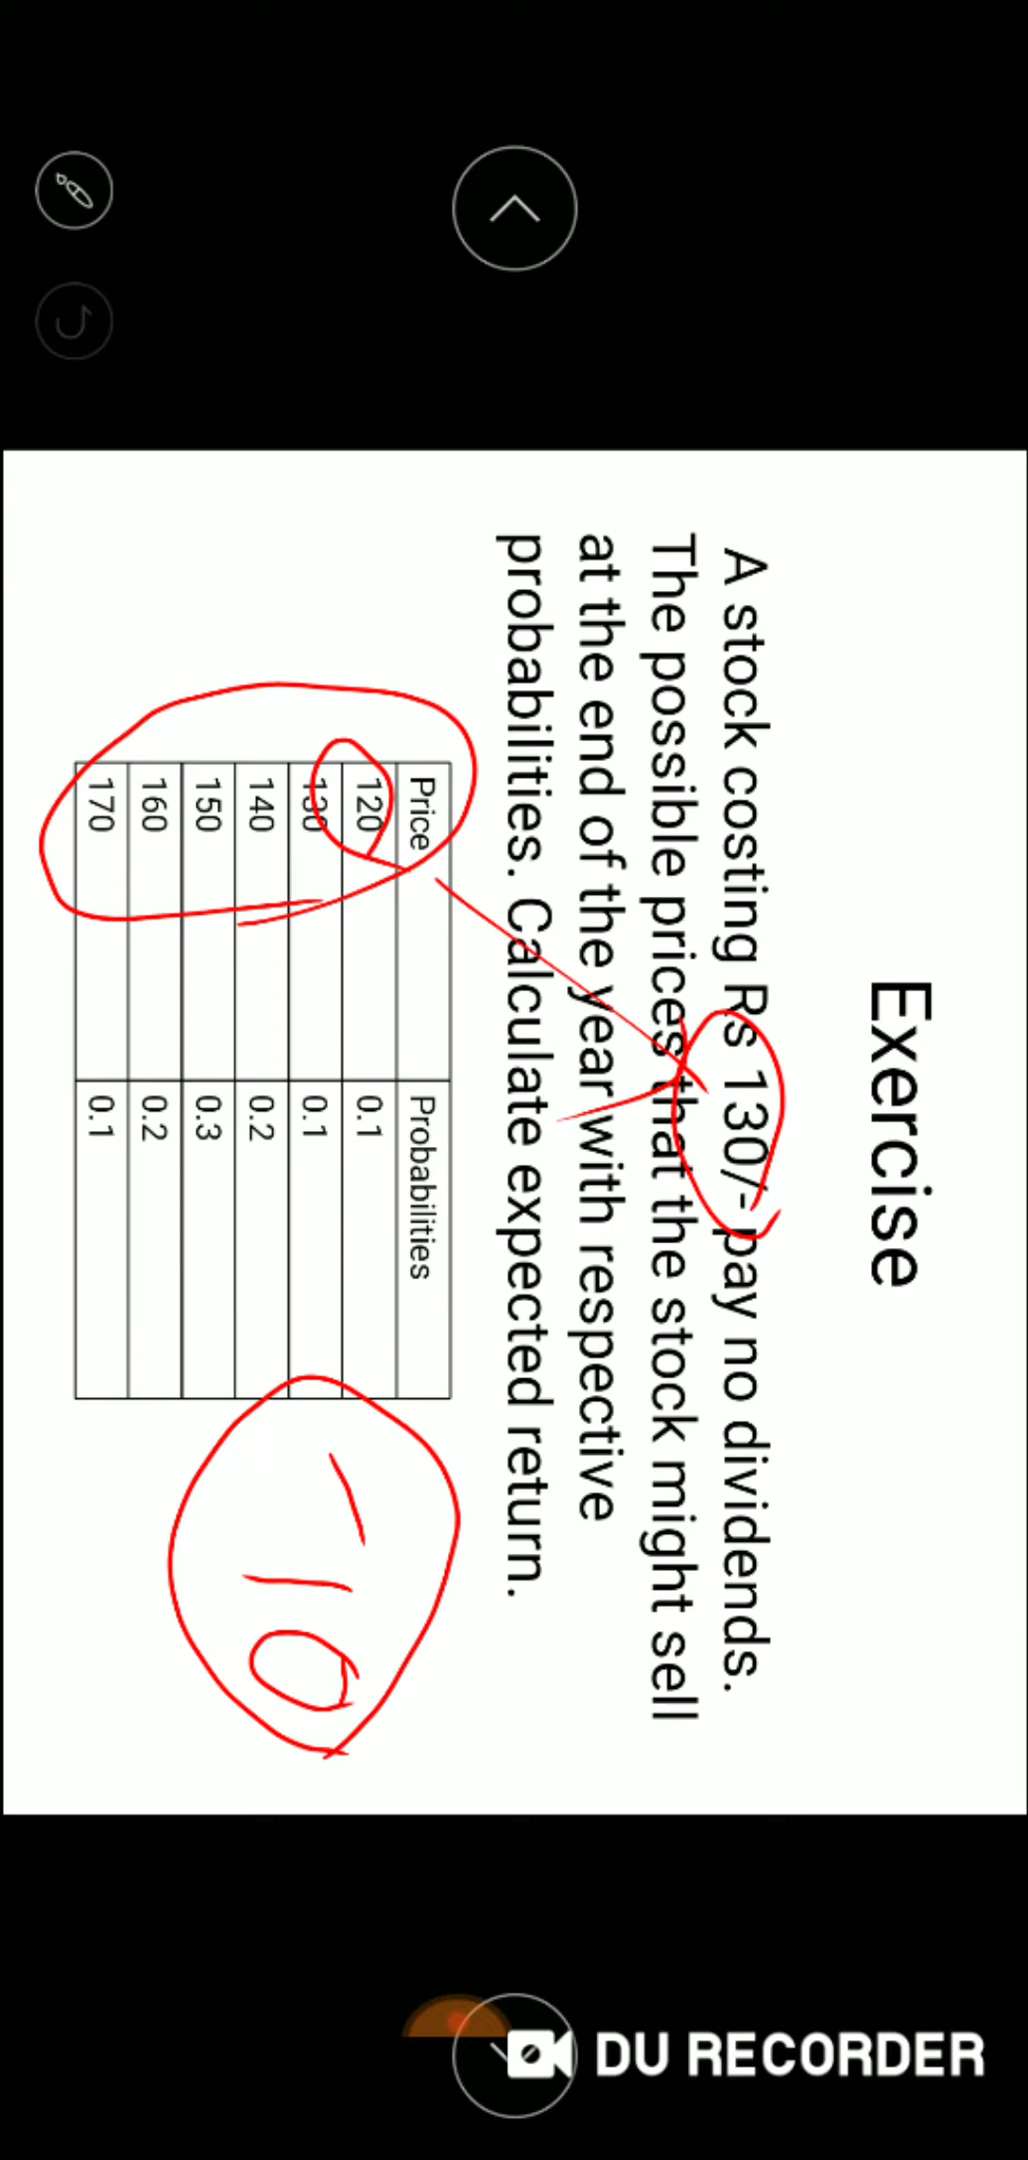 Exercise
A stock costing Rs 130/- pay no dividends.
The possible prices that the stock might sell
at the end of the year with respective
probabilities. Calculate expected return.
Price Probabilities
120 0.1
130 0.1
140 0.2
150 0.3
160 0.2
170 0.1
-10
DU RECORDER